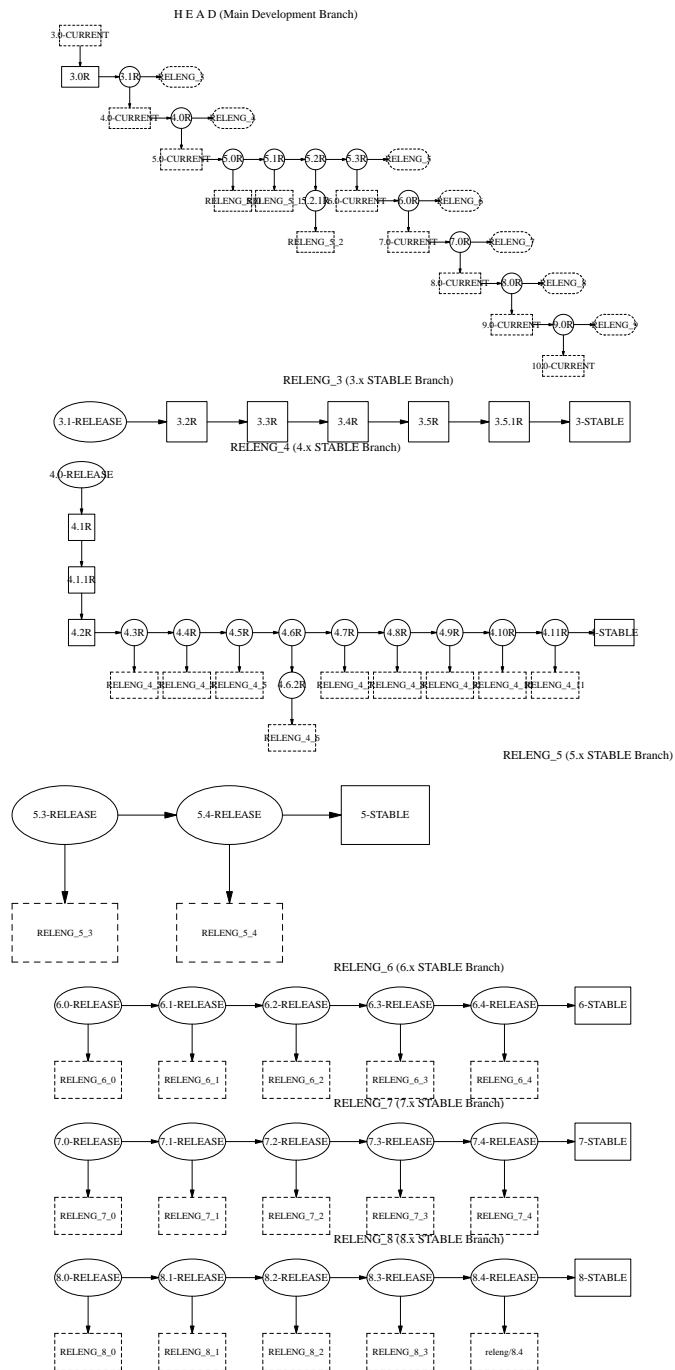 H E A D (Main Development Branch)
3.0-CURRENT
3.0R 3.1R RELENG_3
4.0-CURRENT 4.0R RELENG_4
5.0-CURRENT 5.0R 5.1R 5.2R 5.3R RELENG_5
RELENG_5_0 RELENG_5_1 5.2.1R 6.0-CURRENT 6.0R RELENG_6
RELENG_5_2 7.0-CURRENT 7.0R RELENG_7
8.0-CURRENT 8.0R RELENG_8
9.0-CURRENT 9.0R RELENG_9
10.0-CURRENT
RELENG_3 (3.x STABLE Branch)
3.1-RELEASE 3.2R 3.3R 3.4R 3.5R 3.5.1R 3-STABLE
RELENG_4 (4.x STABLE Branch)
4.0-RELEASE
4.1R
4.1.1R
4.2R 4.3R 4.4R 4.5R 4.6R 4.7R 4.8R 4.9R 4.10R 4.11R 4-STABLE
RELENG_4_3 RELENG_4_4 RELENG_4_5 4.6.2R RELENG_4_7 RELENG_4_8 RELENG_4_9 RELENG_4_10 RELENG_4_11
RELENG_4_6
RELENG_5 (5.x STABLE Branch)
5.3-RELEASE 5.4-RELEASE 5-STABLE
RELENG_5_3 RELENG_5_4
RELENG_6 (6.x STABLE Branch)
6.0-RELEASE 6.1-RELEASE 6.2-RELEASE 6.3-RELEASE 6.4-RELEASE 6-STABLE
RELENG_6_0 RELENG_6_1 RELENG_6_2 RELENG_6_3 RELENG_6_4
RELENG_7 (7.x STABLE Branch)
7.0-RELEASE 7.1-RELEASE 7.2-RELEASE 7.3-RELEASE 7.4-RELEASE 7-STABLE
RELENG_7_0 RELENG_7_1 RELENG_7_2 RELENG_7_3 RELENG_7_4
RELENG_8 (8.x STABLE Branch)
8.0-RELEASE 8.1-RELEASE 8.2-RELEASE 8.3-RELEASE 8.4-RELEASE 8-STABLE
RELENG_8_0 RELENG_8_1 RELENG_8_2 RELENG_8_3 releng/8.4